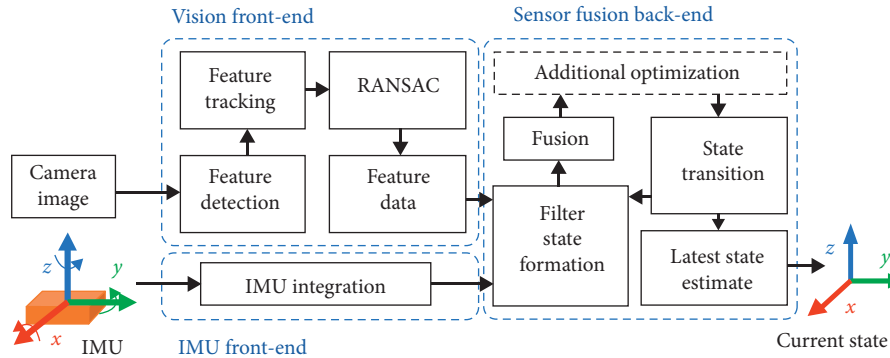 Vision front-end
Sensor fusion back-end
Feature
tracking
RANSAC
Additional optimization
Fusion
State
transition
Camera
image
Feature
detection
Feature
data
Filter
state
formation
Latest state
estimate
IMU integration
z
y
x
IMU
IMU front-end
z
y
x
Current state